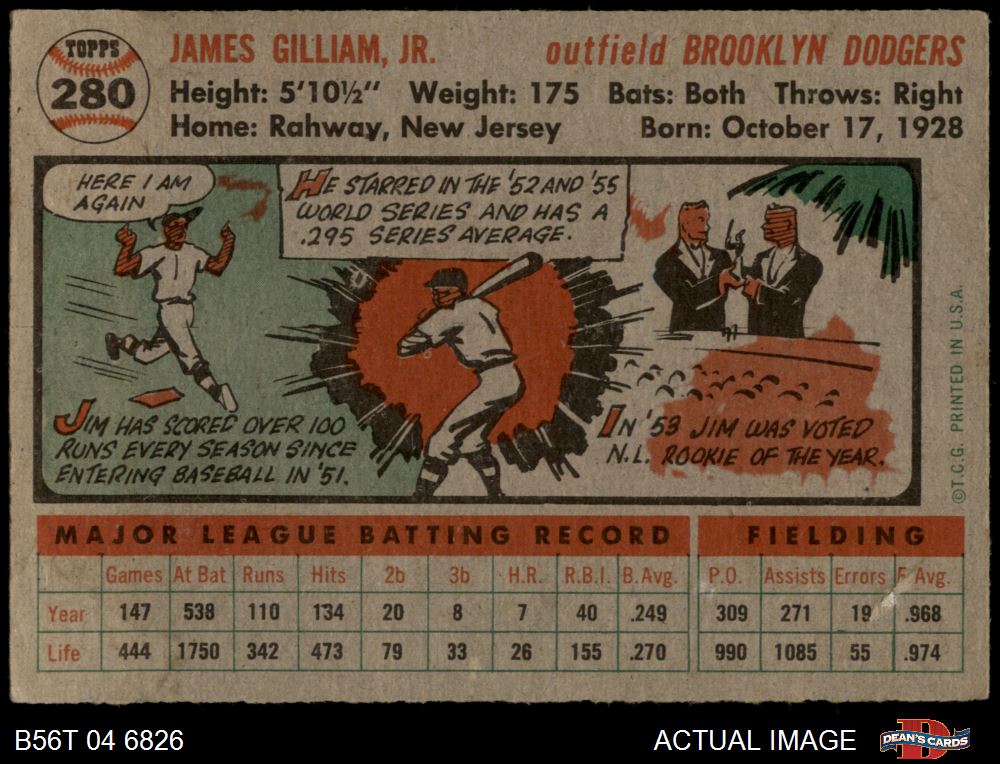 TOPPS
280
JAMES GILLIAM, JR. outfield BROOKLYN DODGERS
Height: 5'10½" Weight: 175 Bats: Both Throws: Right
Home: Rahway, New Jersey Born: October 17, 1928
HERE I AM
AGAIN
JIM HAS SCORED OVER 100
RUNS EVERY SEASON SINCE
ENTERING BASEBALL IN '51.
HE STARRED IN THE '52 AND '55
WORLD SERIES AND HAS A
.295 SERIES AVERAGE.
IN '53 JIM WAS VOTED
N.L. ROOKIE OF THE YEAR.
©T.C.G. PRINTED IN U.S.A.
MAJOR LEAGUE BATTING RECORD FIELDING
Games At Bat Runs Hits 2b 3b H.R. R.B.I. B.Avg. P.O. Assists Errors F.Avg.
Year 147 538 110 134 20 8 7 40 .249 309 271 19 .968
Life 444 1750 342 473 79 33 26 155 .270 990 1085 55 .974
B56T 04 6826 ACTUAL IMAGE DEAN'S CARDS